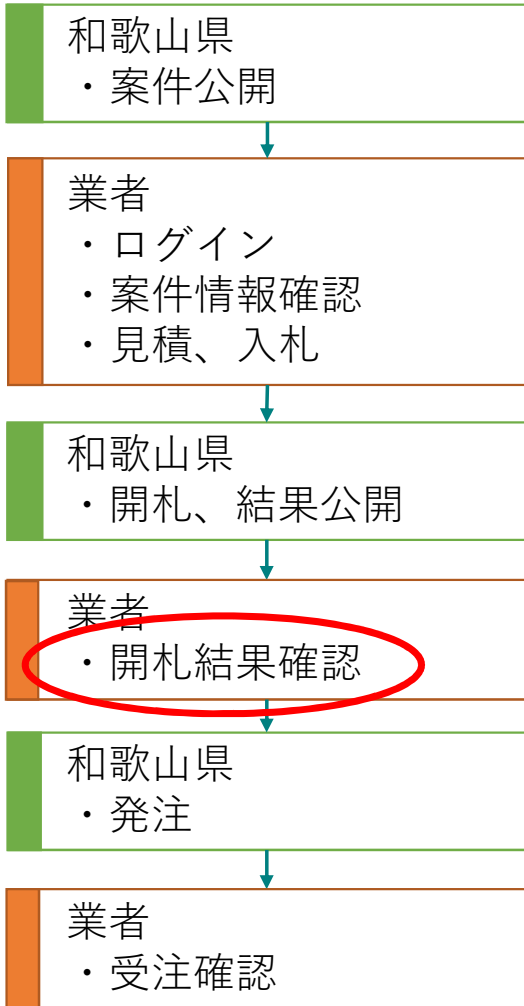 和歌山県
・案件公開
業者
・ログイン
・案件情報確認
・見積、入札
和歌山県
・開札、結果公開
業者
・開札結果確認
和歌山県
・発注
業者
・受注確認